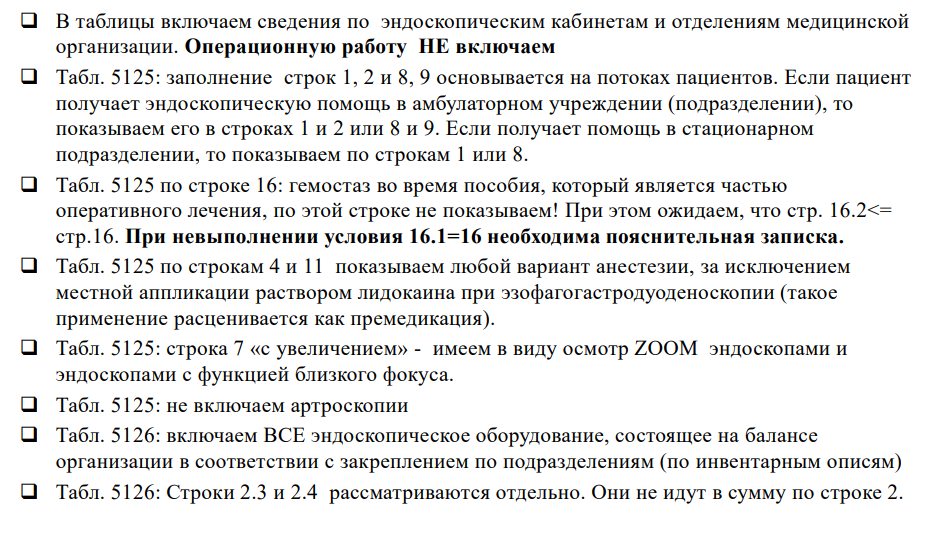 В таблицы включаем сведения по эндоскопическим кабинетам и отделениям медицинской
организации. Операционную работу НЕ включаем
Табл. 5125: заполнение строк 1, 2 и 8, 9 основывается на потоках пациентов. Если пациент
получает эндоскопическую помощь в амбулаторном учреждении (подразделении), то
показываем его в строках 1 и 2 или 8 и 9. Если получает помощь в стационарном
подразделении, то показываем по строкам 1 или 8.
Табл. 5125 по строке 16: гемостаз во время пособия, который является частью
оперативного лечения, по этой строке не показываем! При этом ожидаем, что стр. 16.2<=
стр.16. При невыполнении условия 16.1=16 необходима пояснительная записка.
Табл. 5125 по строкам 4 и 11 показываем любой вариант анестезии, за исключением
местной аппликации раствором лидокаина при эзофагогастродуоденоскопии (такое
применение расценивается как премедикация).
Табл. 5125: строка 7 «с увеличением» - имеем в виду осмотр ZOOM эндоскопами и
эндоскопами с функцией близкого фокуса.
Табл. 5125: не включаем артроскопии
Табл. 5126: включаем ВСЕ эндоскопическое оборудование, состоящее на балансе
организации в соответствии с закреплением по подразделениям (по инвентарным описям)
Табл. 5126: Строки 2.3 и 2.4 рассматриваются отдельно. Они не идут в сумму по строке 2.